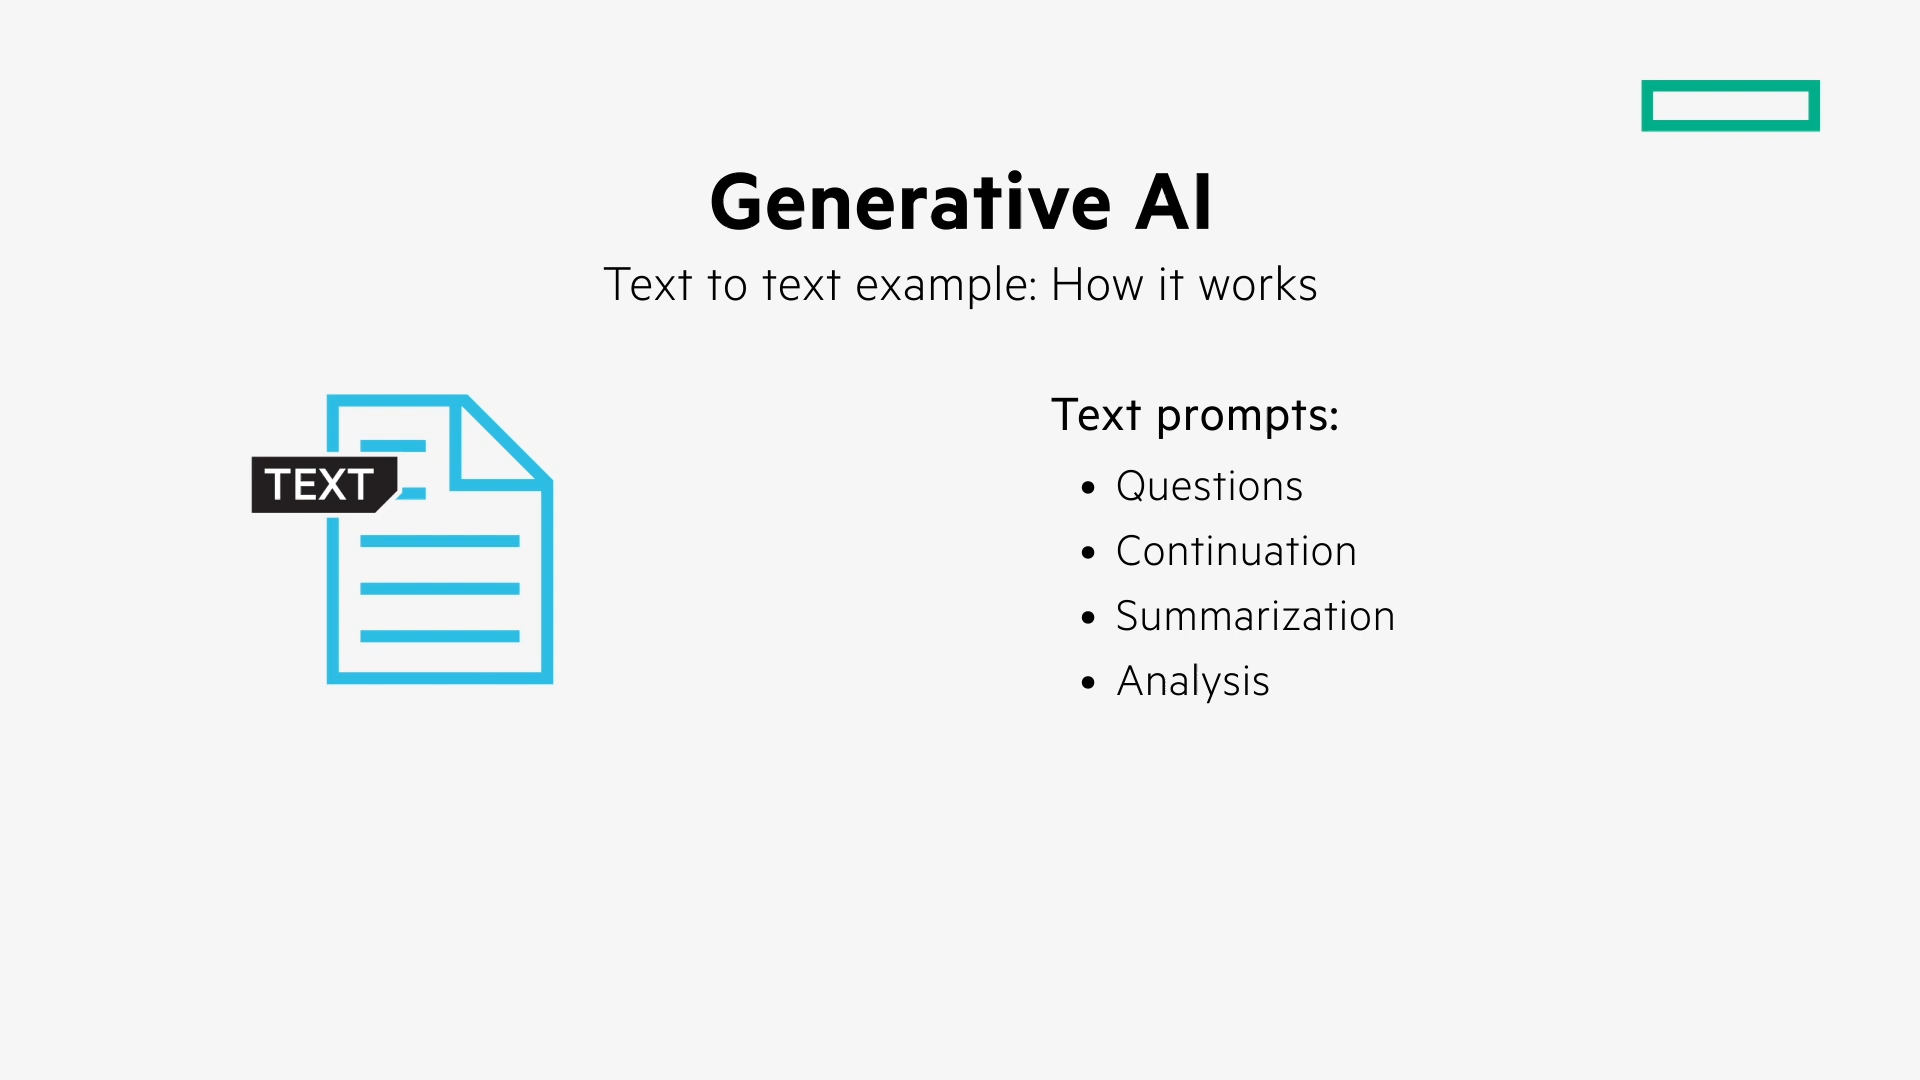 Generative AI
Text to text example: How it works
TEXT
Text prompts:
• Questions
• Continuation
• Summarization
• Analysis